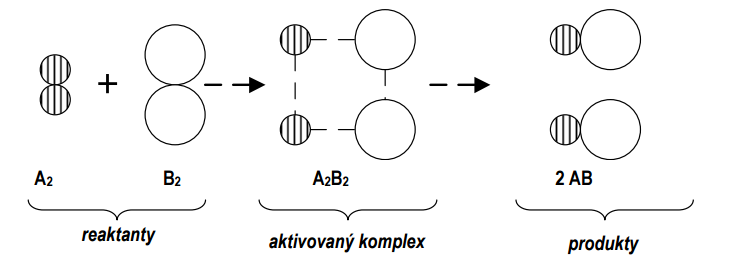 +
A₂ B₂ A₂B₂ 2 AB
reaktanty aktivovaný komplex produkty